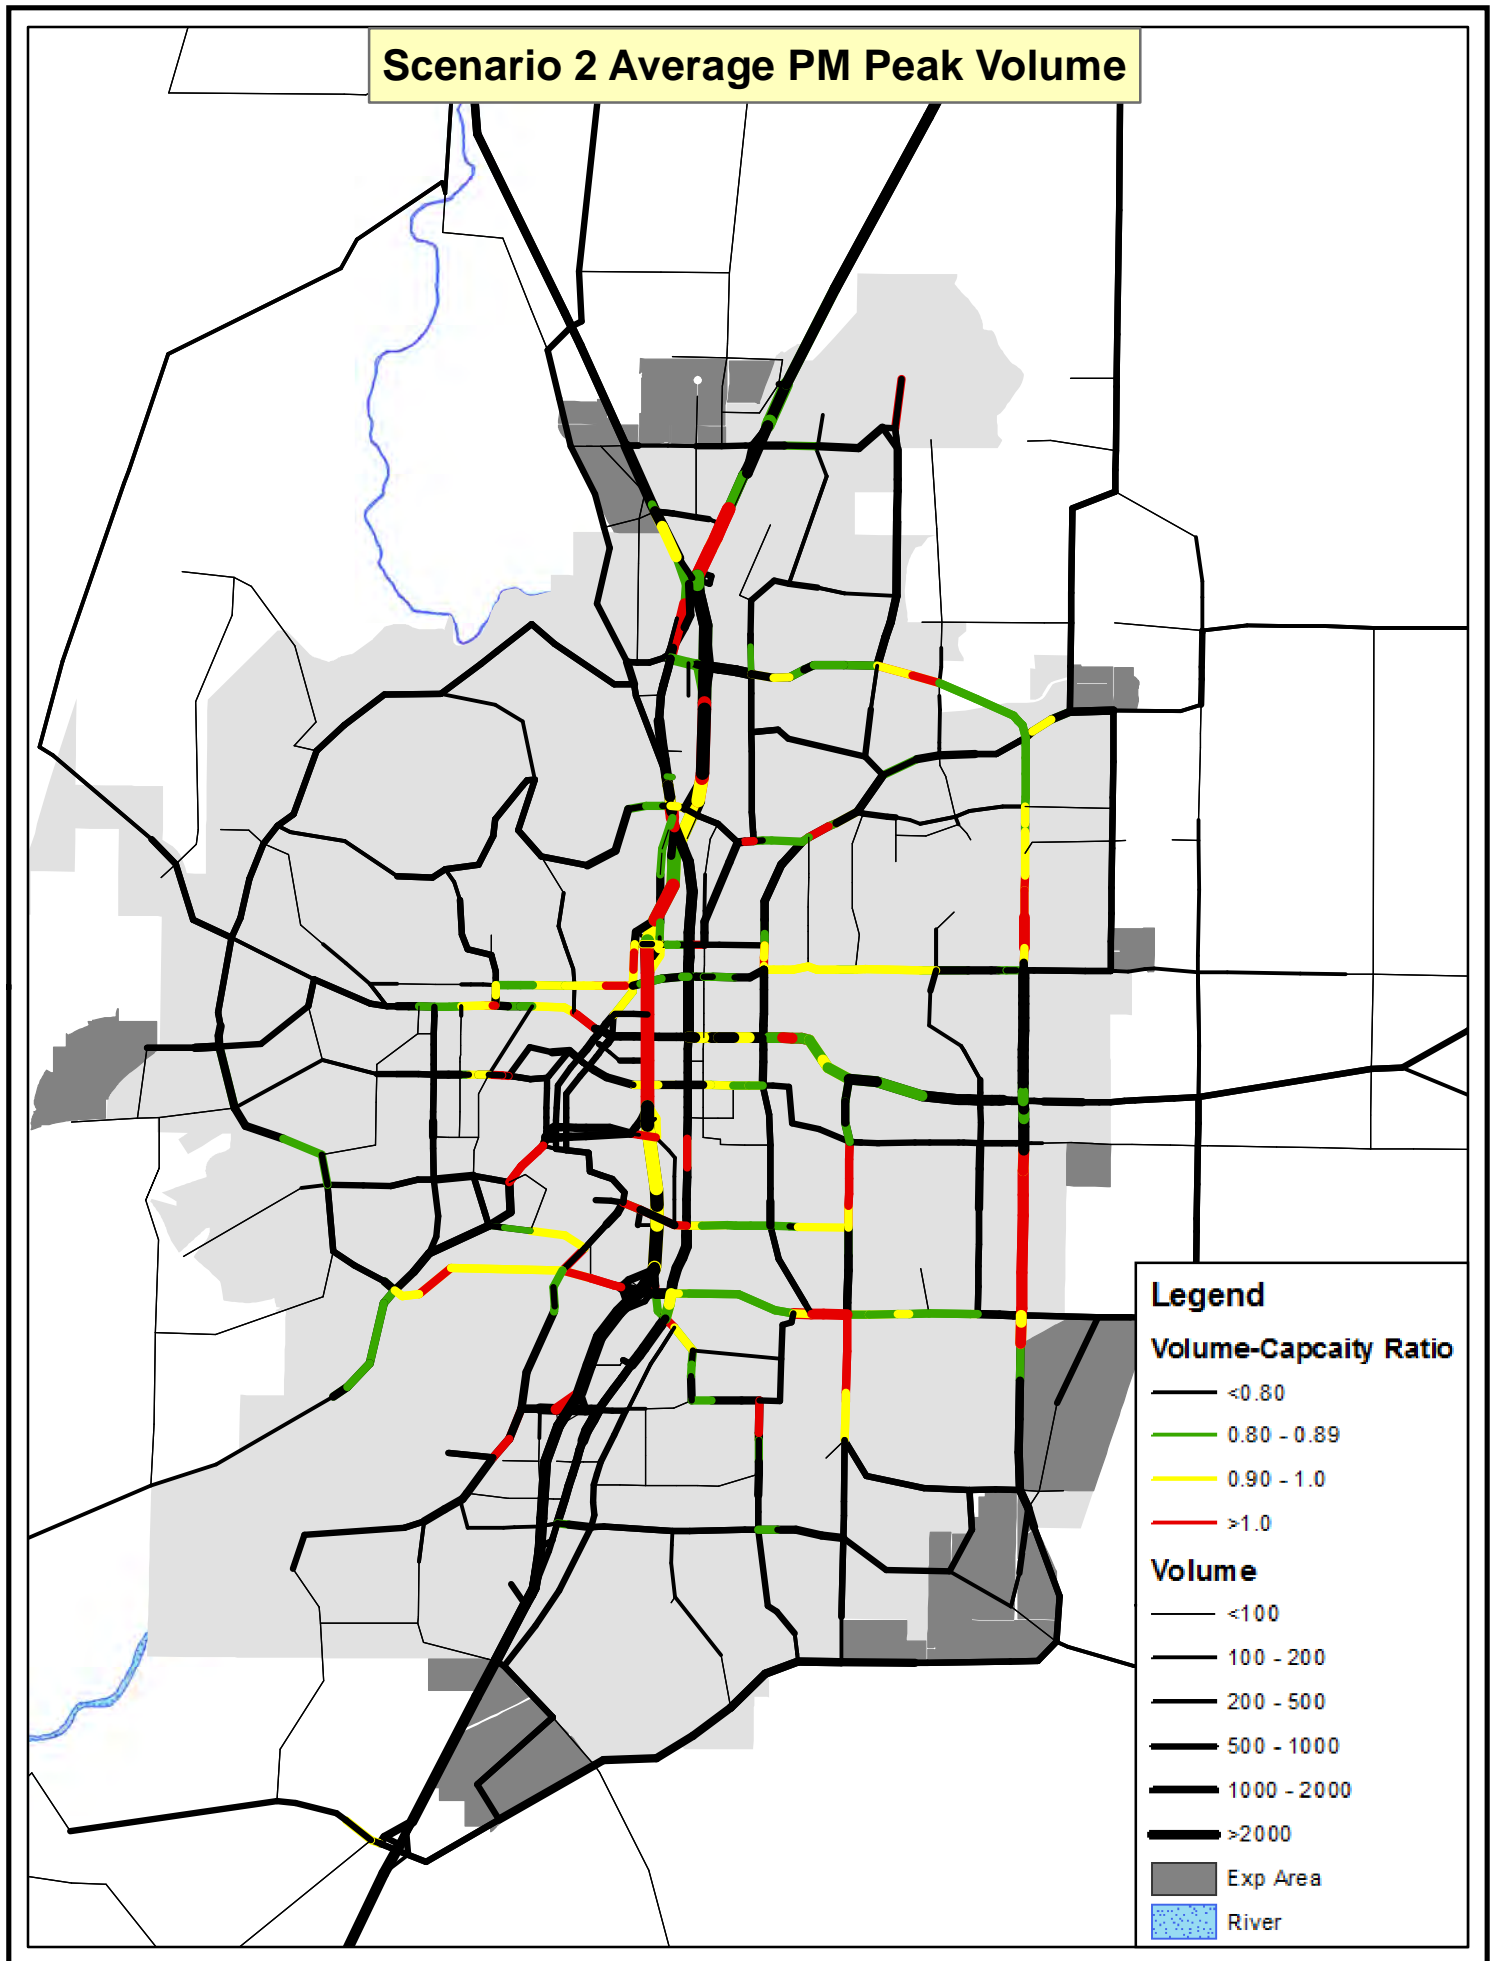 Scenario 2 Average PM Peak Volume
Legend
Volume-Capcaity Ratio
<0.80
0.80 - 0.89
0.90 - 1.0
>1.0
Volume
<100
100 - 200
200 - 500
500 - 1000
1000 - 2000
>2000
Exp Area
River